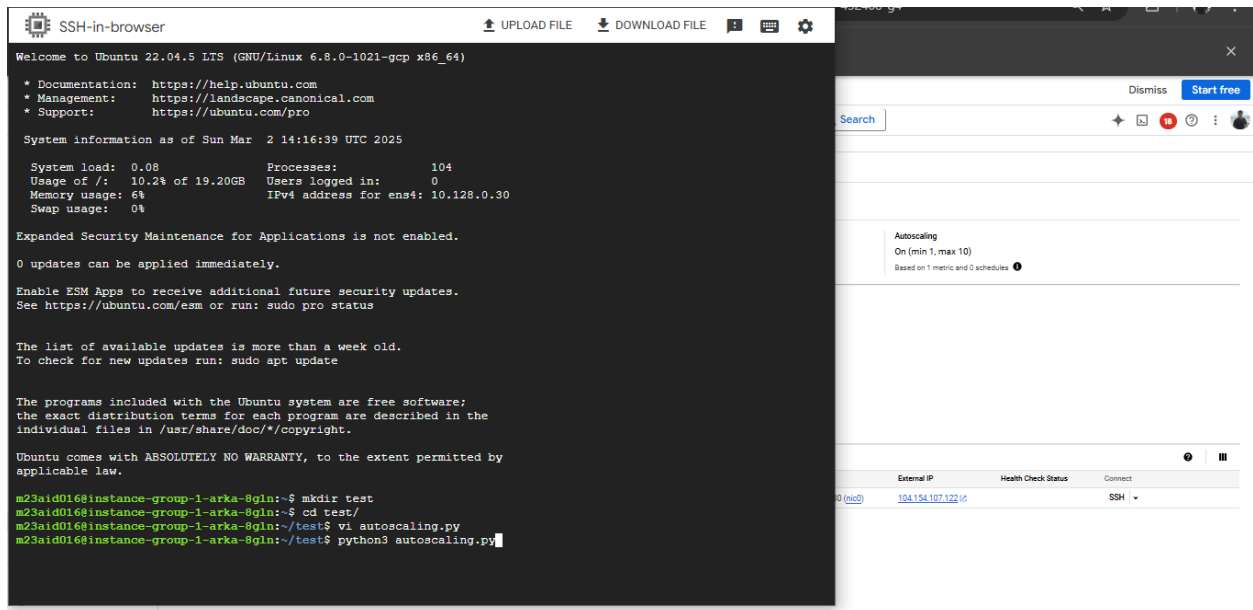 SSH-in-browser
UPLOAD FILE
DOWNLOAD FILE
Welcome to Ubuntu 22.04.5 LTS (GNU/Linux 6.8.0-1021-gcp x86_64)
* Documentation: https://help.ubuntu.com
* Management: https://landscape.canonical.com
* Support: https://ubuntu.com/pro
System information as of Sun Mar 2 14:16:39 UTC 2025
System load: 0.08 Processes: 104
Usage of /: 10.2% of 19.20GB Users logged in: 0
Memory usage: 6% IPv4 address for ens4: 10.128.0.30
Swap usage: 0%
Expanded Security Maintenance for Applications is not enabled.
0 updates can be applied immediately.
Enable ESM Apps to receive additional future security updates.
See https://ubuntu.com/esm or run: sudo pro status
The list of available updates is more than a week old.
To check for new updates run: sudo apt update
The programs included with the Ubuntu system are free software;
the exact distribution terms for each program are described in the
individual files in /usr/share/doc/*/copyright.
Ubuntu comes with ABSOLUTELY NO WARRANTY, to the extent permitted by
applicable law.
m23aid016@instance-group-1-arka-8gln:~$ mkdir test
m23aid016@instance-group-1-arka-8gln:~$ cd test/
m23aid016@instance-group-1-arka-8gln:~/test$ vi autoscaling.py
m23aid016@instance-group-1-arka-8gln:~/test$ python3 autoscaling.py
Dismiss
Start free
Search
18
Autoscaling
On (min 1, max 10)
Based on 1 metric and 0 schedules
External IP Health Check Status Connect
(nic0) 104.154.107.122 SSH